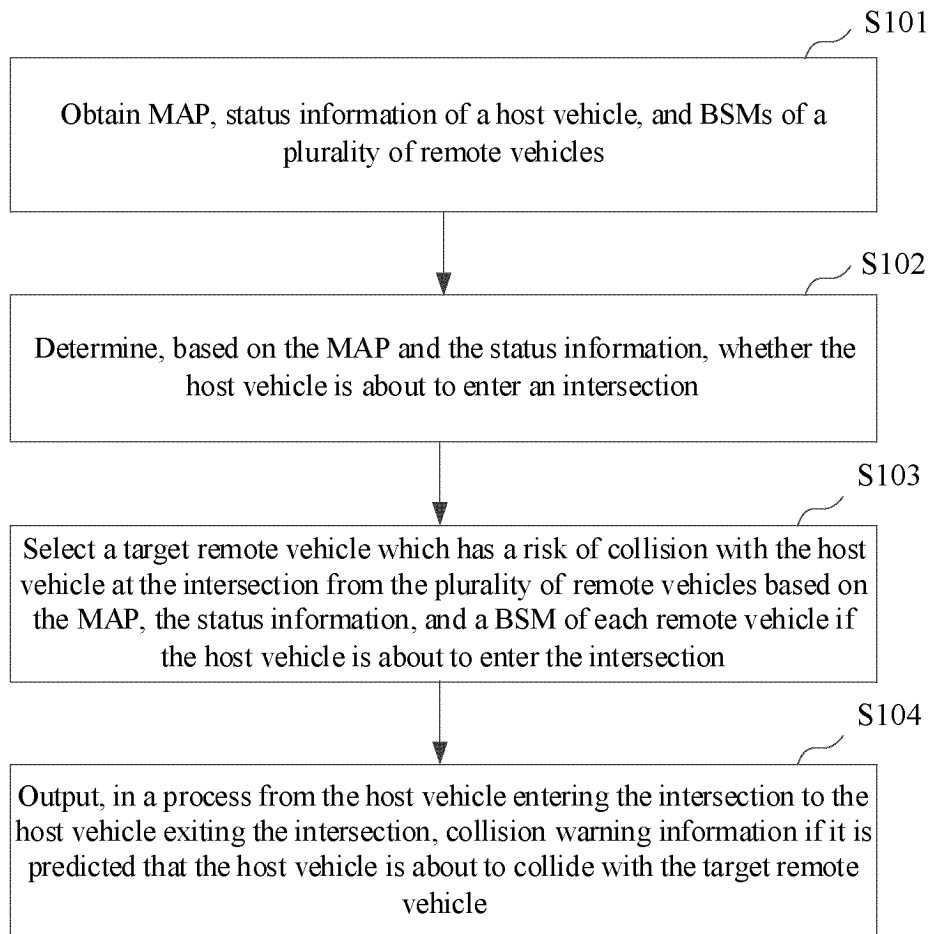 S101
Obtain MAP, status information of a host vehicle, and BSMs of a
plurality of remote vehicles
S102
Determine, based on the MAP and the status information, whether the
host vehicle is about to enter an intersection
S103
Select a target remote vehicle which has a risk of collision with the host
vehicle at the intersection from the plurality of remote vehicles based on
the MAP, the status information, and a BSM of each remote vehicle if
the host vehicle is about to enter the intersection
S104
Output, in a process from the host vehicle entering the intersection to the
host vehicle exiting the intersection, collision warning information if it is
predicted that the host vehicle is about to collide with the target remote
vehicle